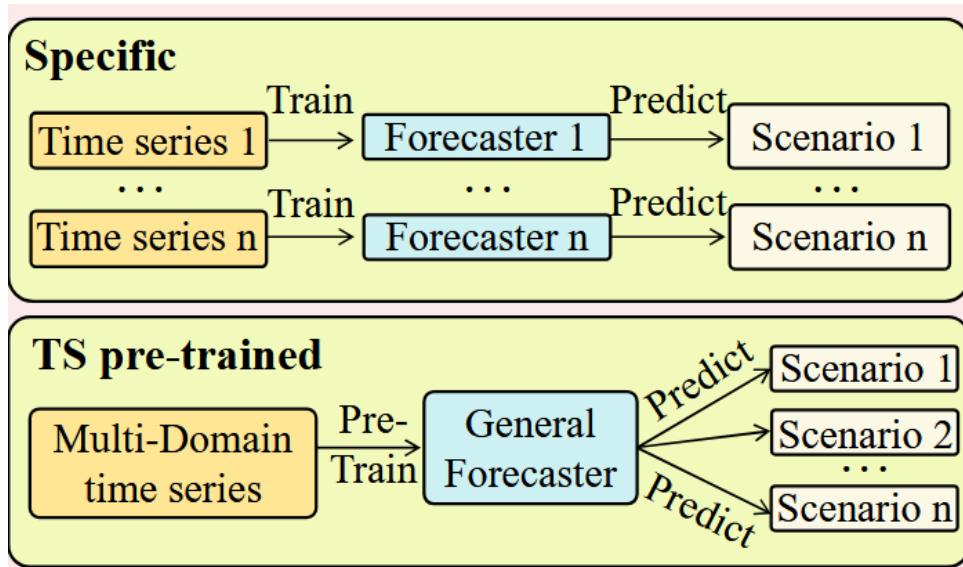 Specific
Train
Predict
Time series 1
Forecaster 1
Scenario 1
...
...
...
Train
Predict
Time series n
Forecaster n
Scenario n
TS pre-trained
Multi-Domain
time series
Pre-
Train
General
Forecaster
Predict
Predict
Scenario 1
Scenario 2
...
Scenario n